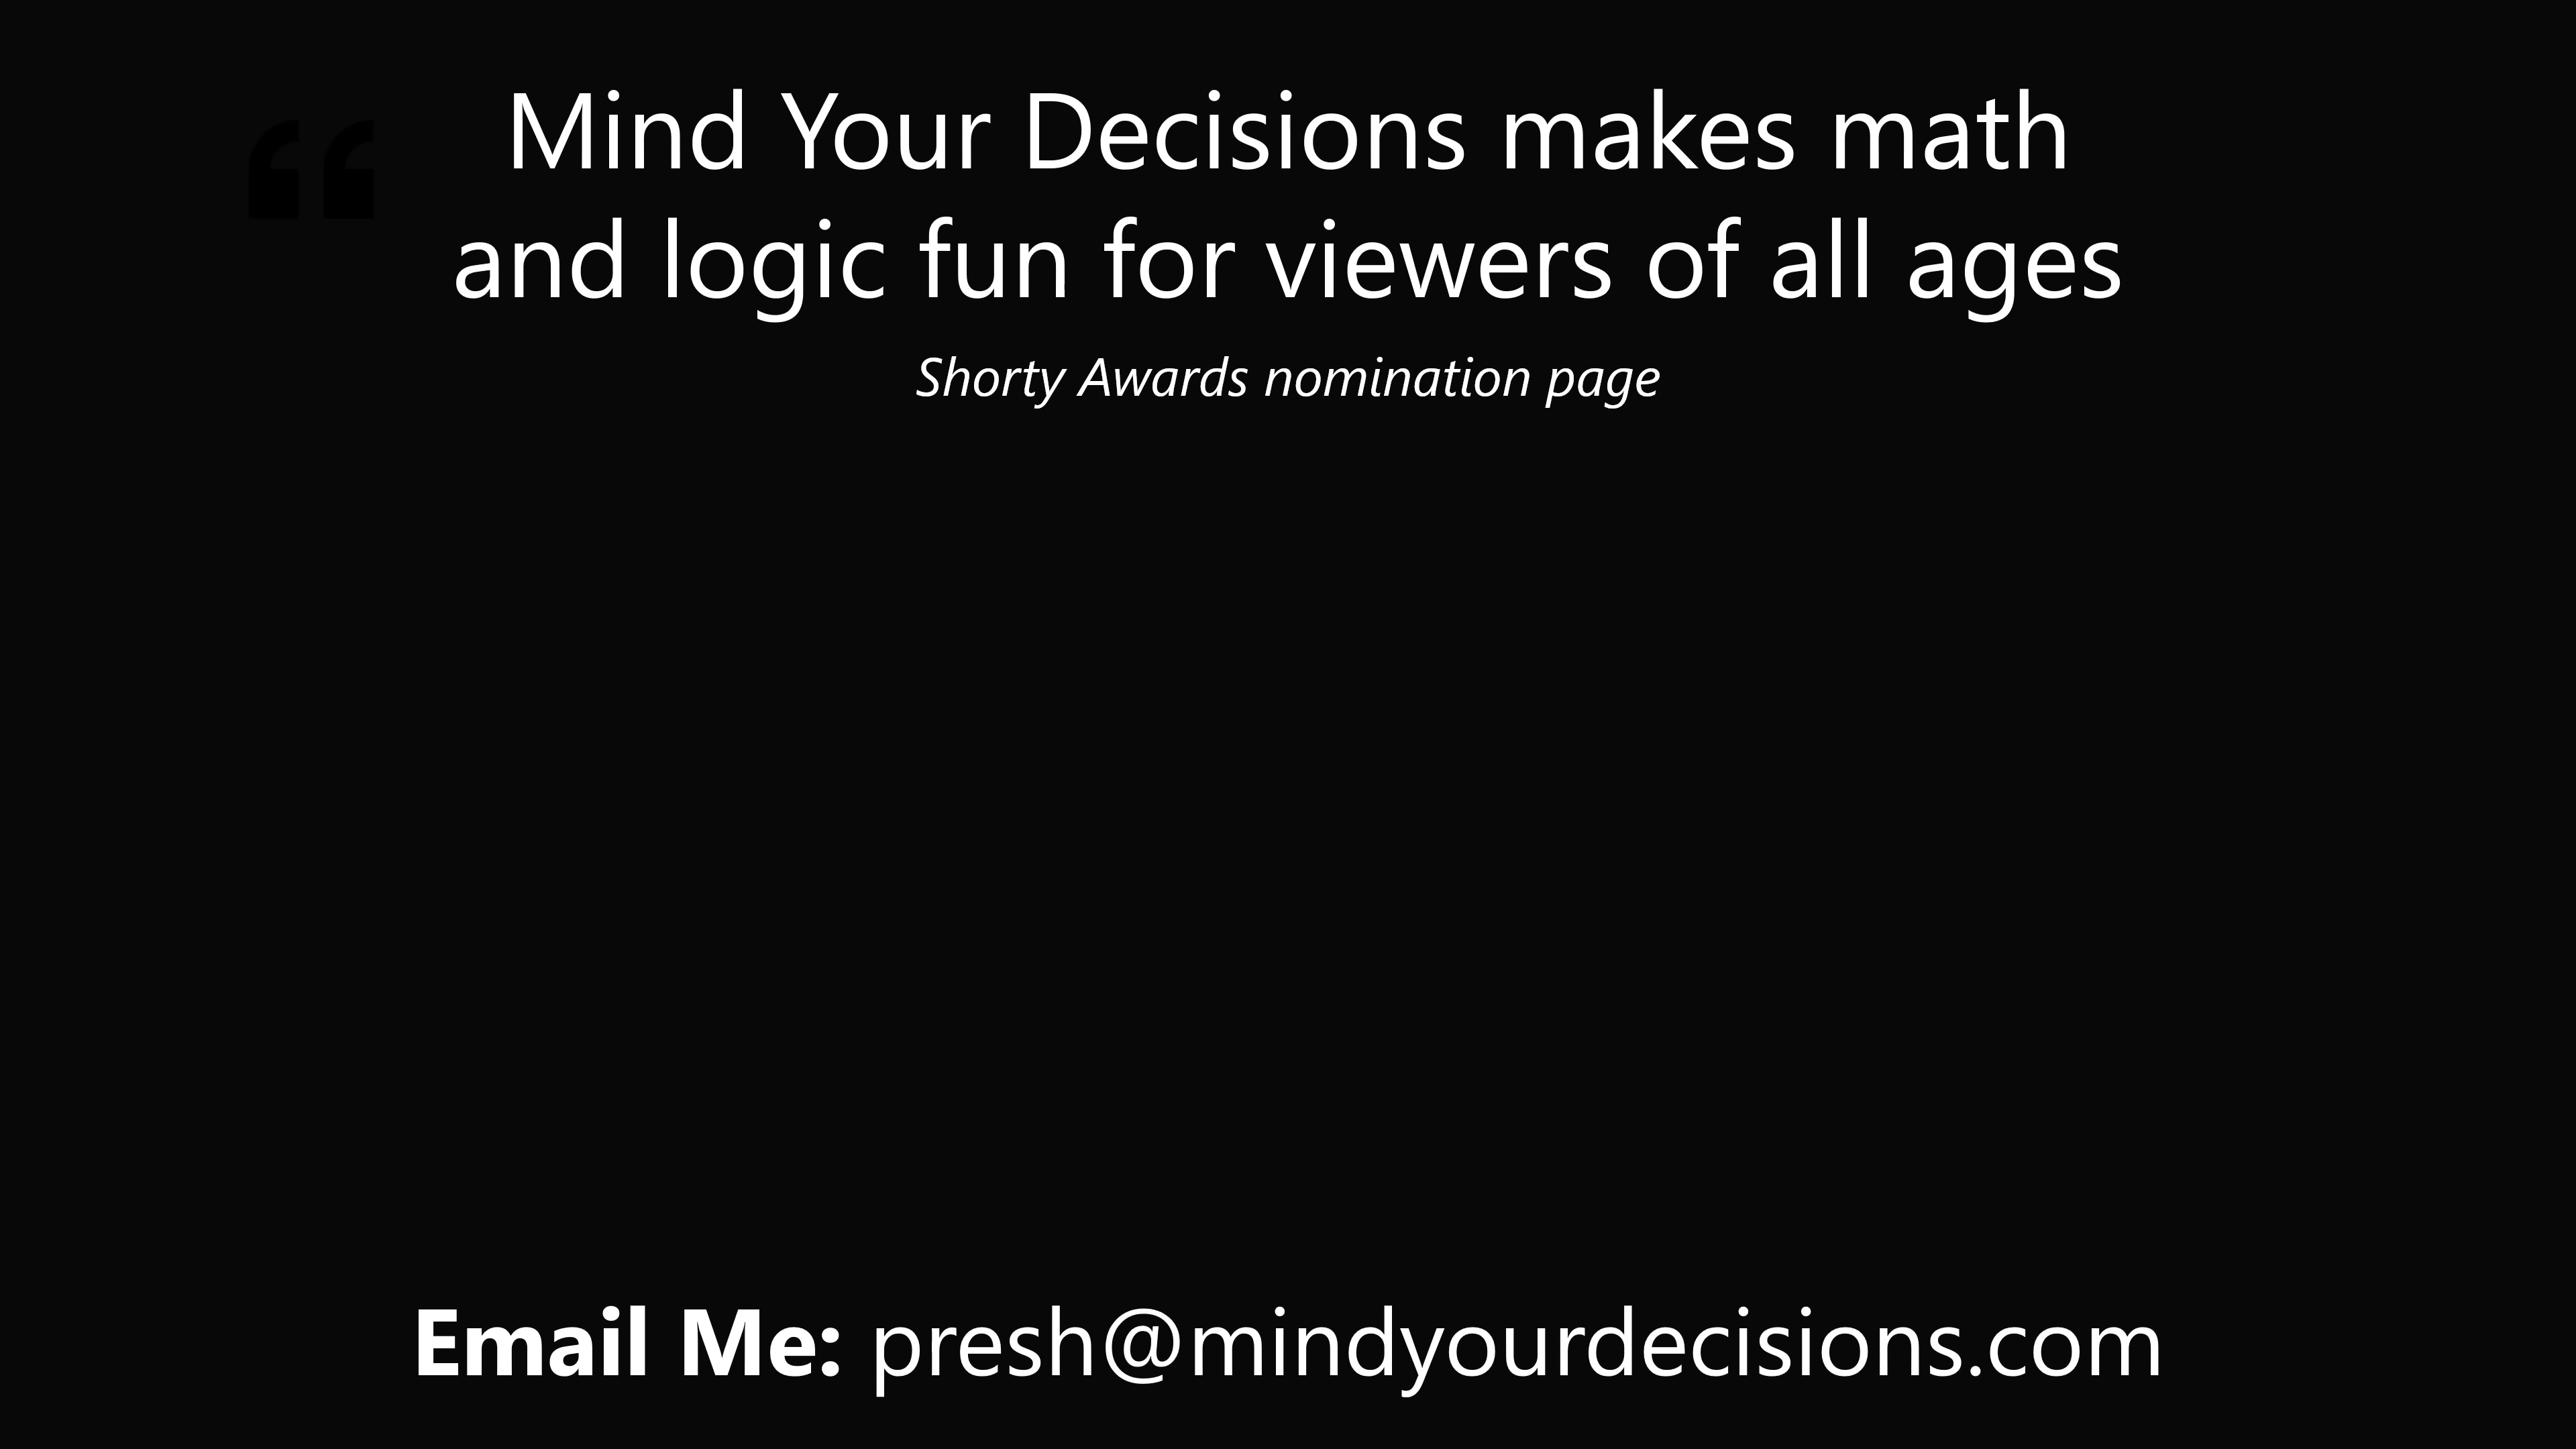 “
Mind Your Decisions makes math
and logic fun for viewers of all ages
Shorty Awards nomination page
Email Me: presh@mindyourdecisions.com